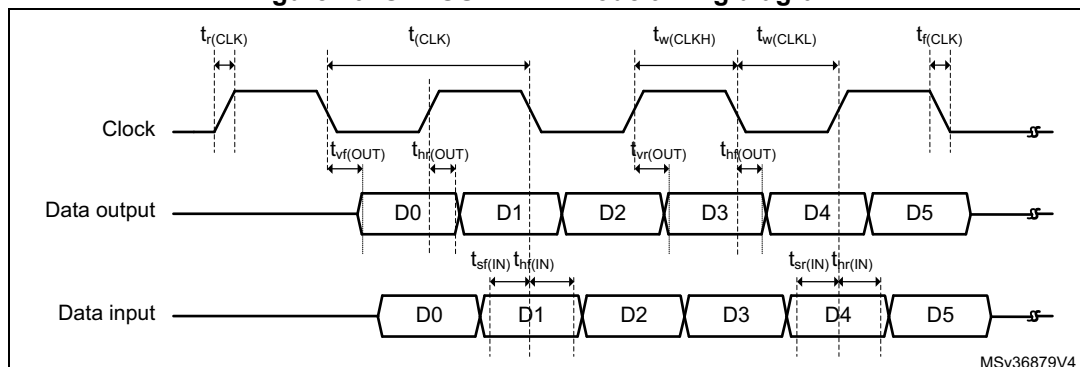 t_r(CLK) t_(CLK) t_w(CLKH) t_w(CLKL) t_f(CLK)
Clock
t_vf(OUT) t_hr(OUT) t_vr(OUT) t_hf(OUT)
Data output D0 D1 D2 D3 D4 D5
t_sf(IN) t_hf(IN) t_sr(IN) t_hr(IN)
Data input D0 D1 D2 D3 D4 D5
MSv36879V4